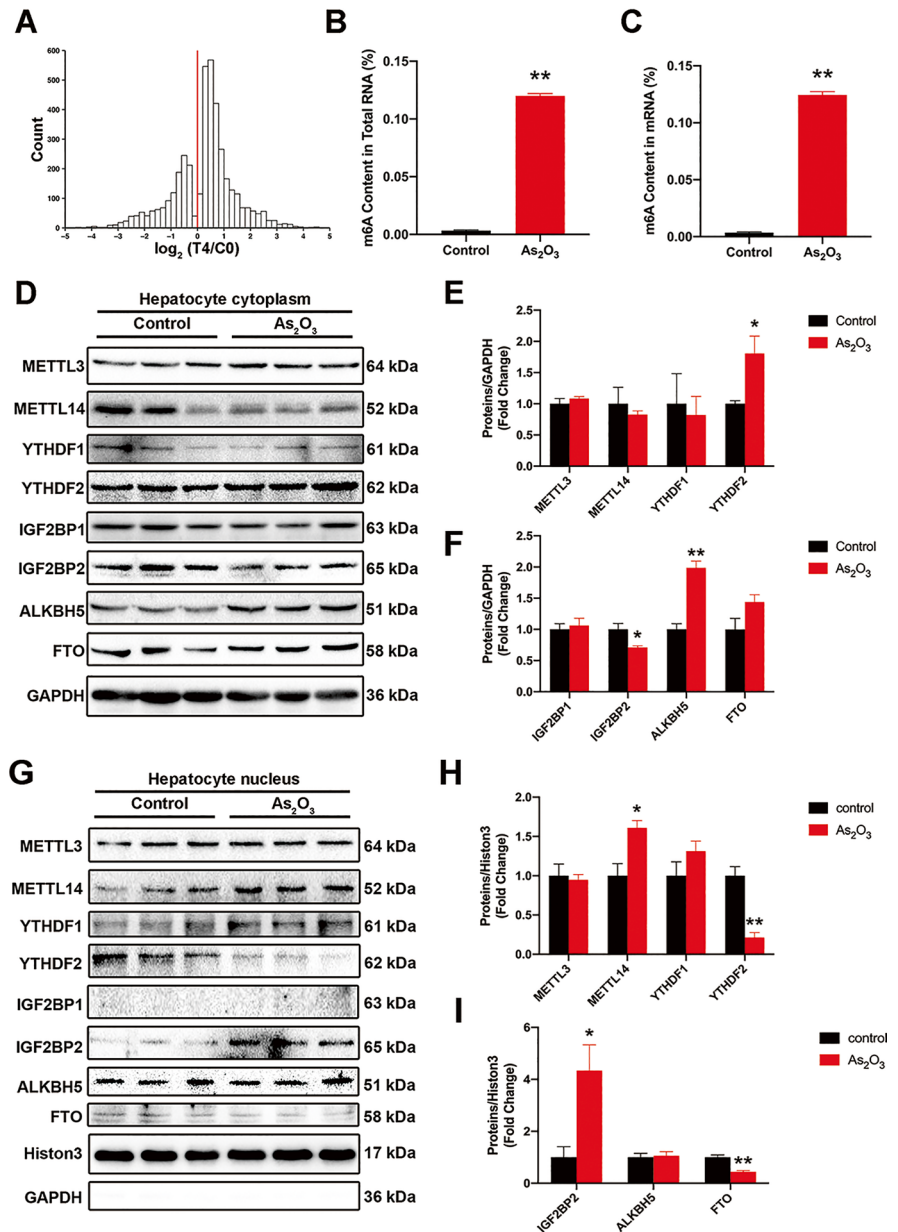 A
Count
600
500
400
300
200
100
0
-5 -4 -3 -2 -1 0 1 2 3 4 5
log2 (T4/C0)
B
m6A Content in Total RNA (%)
0.15
0.10
0.05
0.00
**
Control As2O3
C
m6A Content in mRNA (%)
0.15
0.10
0.05
0.00
**
Control As2O3
D
Hepatocyte cytoplasm
Control As2O3
METTL3 64 kDa
METTL14 52 kDa
YTHDF1 61 kDa
YTHDF2 62 kDa
IGF2BP1 63 kDa
IGF2BP2 65 kDa
ALKBH5 51 kDa
FTO 58 kDa
GAPDH 36 kDa
E
Proteins/GAPDH
(Fold Change)
2.5
2.0
1.5
1.0
0.5
0.0
*
METTL3 METTL14 YTHDF1 YTHDF2
Control
As2O3
F
Proteins/GAPDH
(Fold Change)
2.5
2.0
1.5
1.0
0.5
0.0
* **
IGF2BP1 IGF2BP2 ALKBH5 FTO
Control
As2O3
G
Hepatocyte nucleus
Control As2O3
METTL3 64 kDa
METTL14 52 kDa
YTHDF1 61 kDa
YTHDF2 62 kDa
IGF2BP1 63 kDa
IGF2BP2 65 kDa
ALKBH5 51 kDa
FTO 58 kDa
Histon3 17 kDa
GAPDH 36 kDa
H
Proteins/Histon3
(Fold Change)
2.0
1.5
1.0
0.5
0.0
* **
METTL3 METTL14 YTHDF1 YTHDF2
control
As2O3
I
Proteins/Histon3
(Fold Change)
6
4
2
0
* **
IGF2BP2 ALKBH5 FTO
control
As2O3